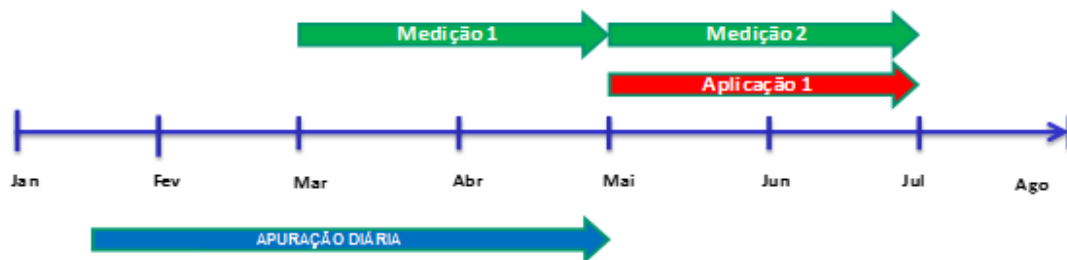 Medição 1
Medição 2
Aplicação 1
Jan
Fev
Mar
Abr
Mai
Jun
Jul
Ago
APURAÇÃO DIÁRIA